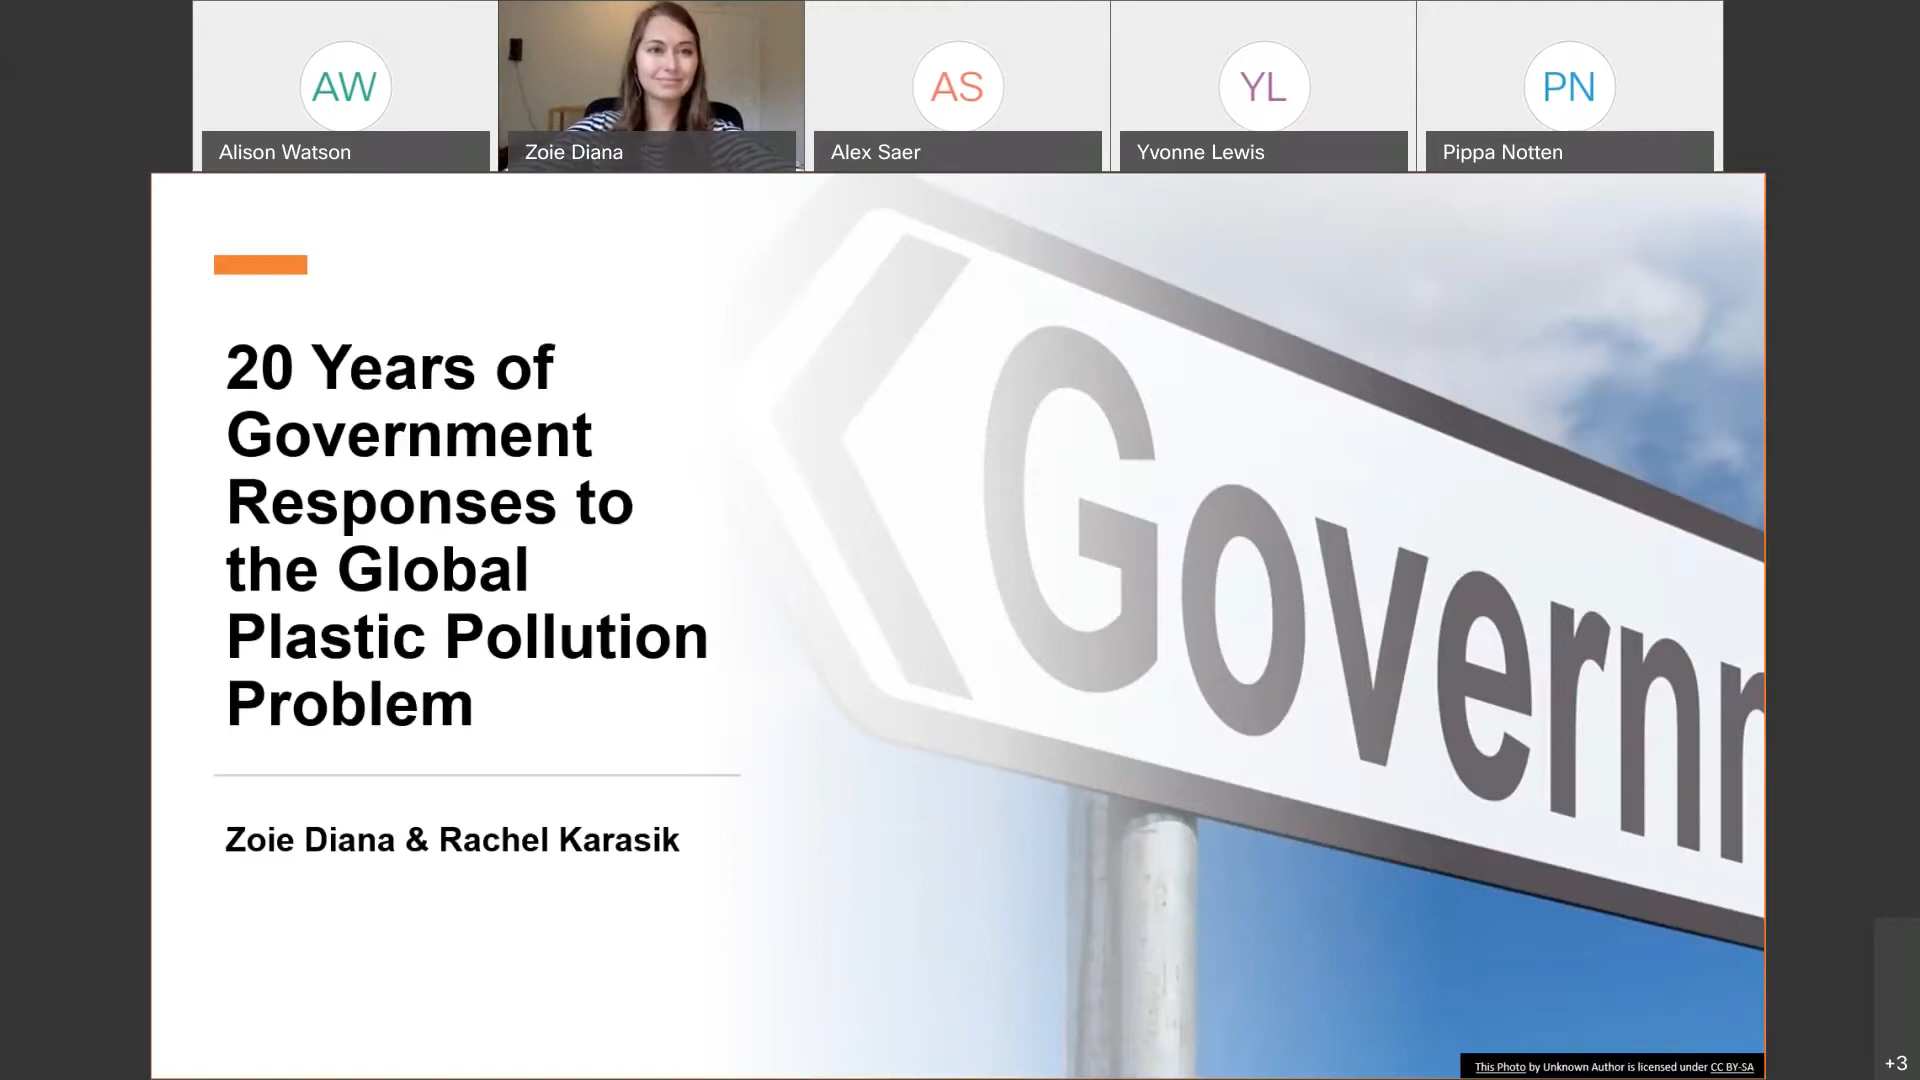 AW
AS
YL
PN
Alison Watson
Zoie Diana
Alex Saer
Yvonne Lewis
Pippa Notten
20 Years of
Government
Responses to
the Global
Plastic Pollution
Problem
Zoie Diana & Rachel Karasik
Governm
This Photo by Unknown Author is licensed under CC BY-SA
+3